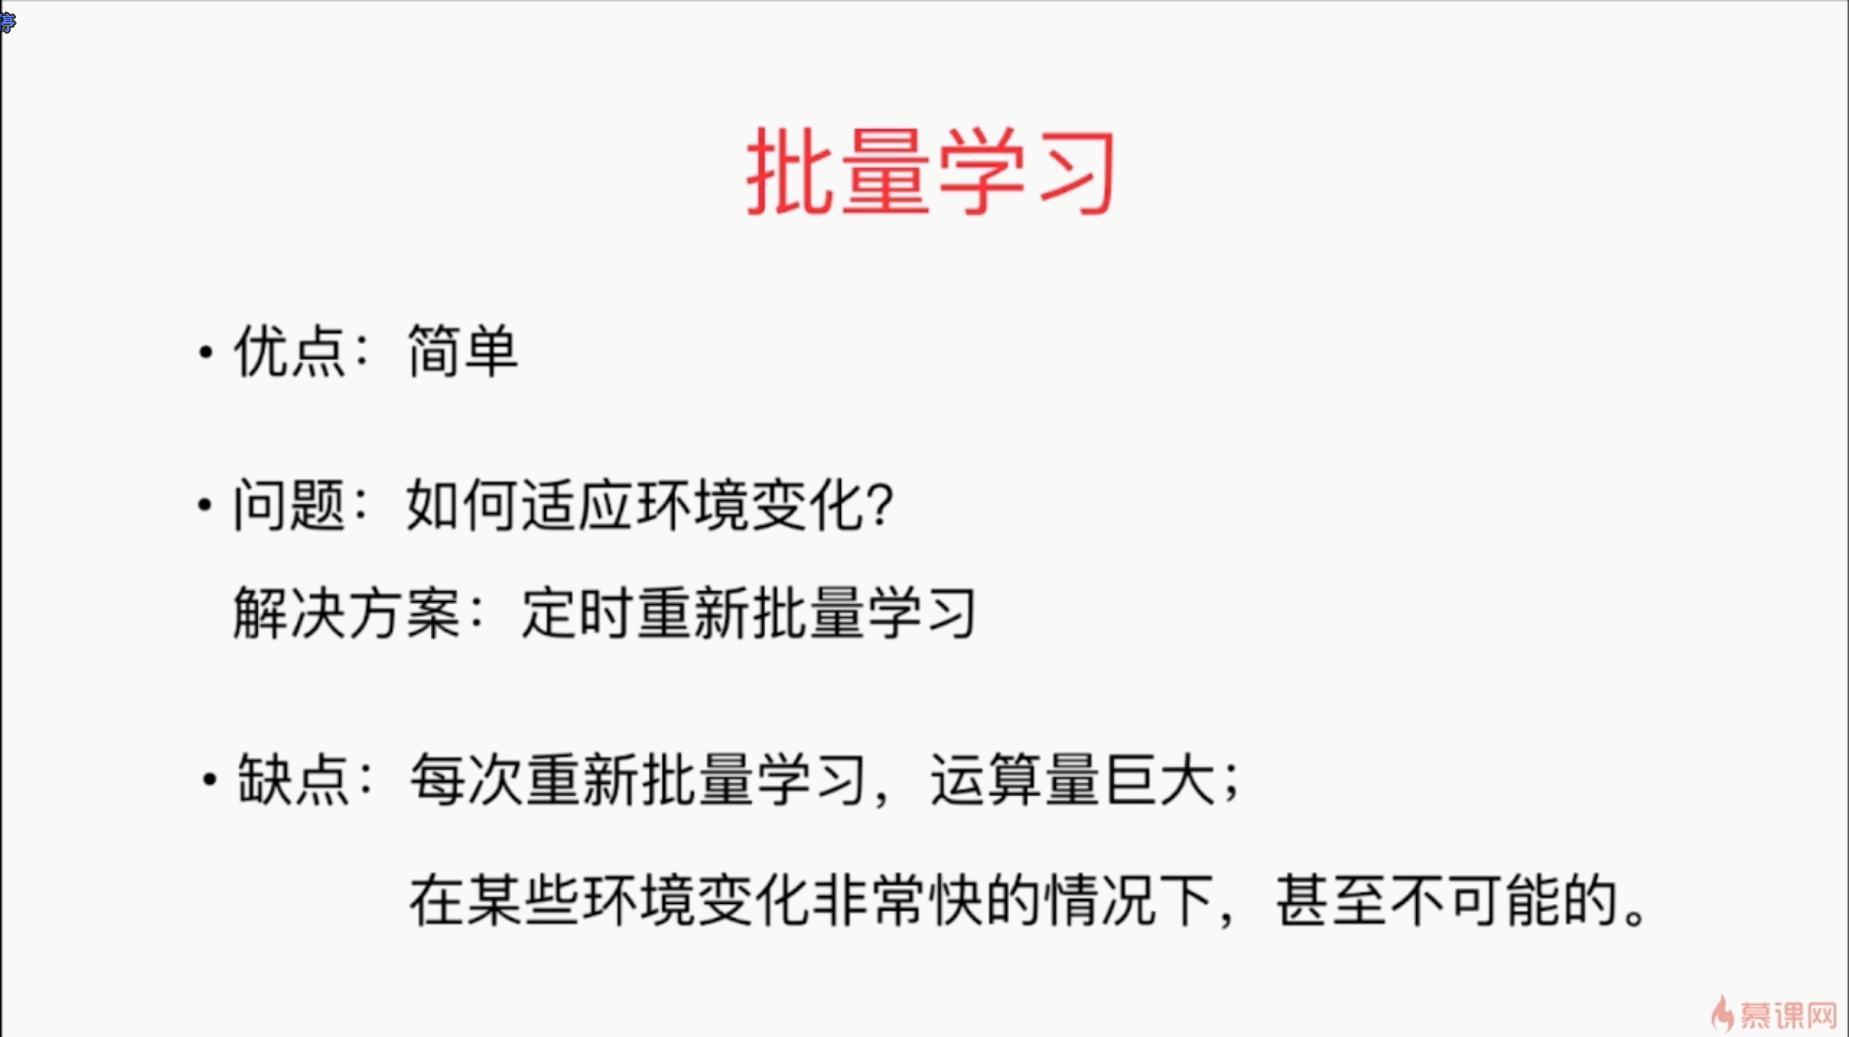 停
批量学习
• 优点：简单
• 问题：如何适应环境变化？
解决方案：定时重新批量学习
• 缺点：每次重新批量学习，运算量巨大；
在某些环境变化非常快的情况下，甚至不可能的。
慕课网